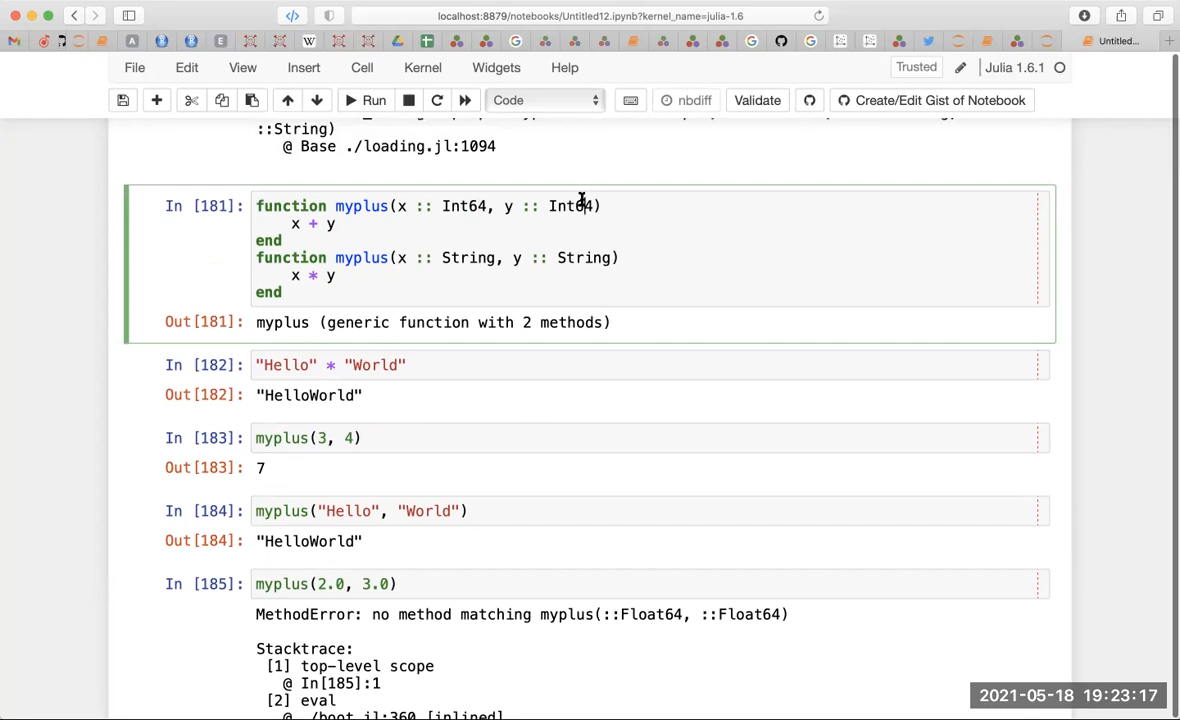 localhost:8879/notebooks/Untitled12.ipynb?kernel_name=julia-1.6
Untitled...
File Edit View Insert Cell Kernel Widgets Help Trusted Julia 1.6.1
Run Code nbdiff Validate Create/Edit Gist of Notebook
::String)
@ Base ./loading.jl:1094
In [181]: function myplus(x :: Int64, y :: Int64)
x + y
end
function myplus(x :: String, y :: String)
x * y
end
Out[181]: myplus (generic function with 2 methods)
In [182]: "Hello" * "World"
Out[182]: "HelloWorld"
In [183]: myplus(3, 4)
Out[183]: 7
In [184]: myplus("Hello", "World")
Out[184]: "HelloWorld"
In [185]: myplus(2.0, 3.0)
MethodError: no method matching myplus(::Float64, ::Float64)
Stacktrace:
[1] top-level scope
@ In[185]:1
[2] eval
@ ./boot.jl:360 [inlined]
2021-05-18 19:23:17